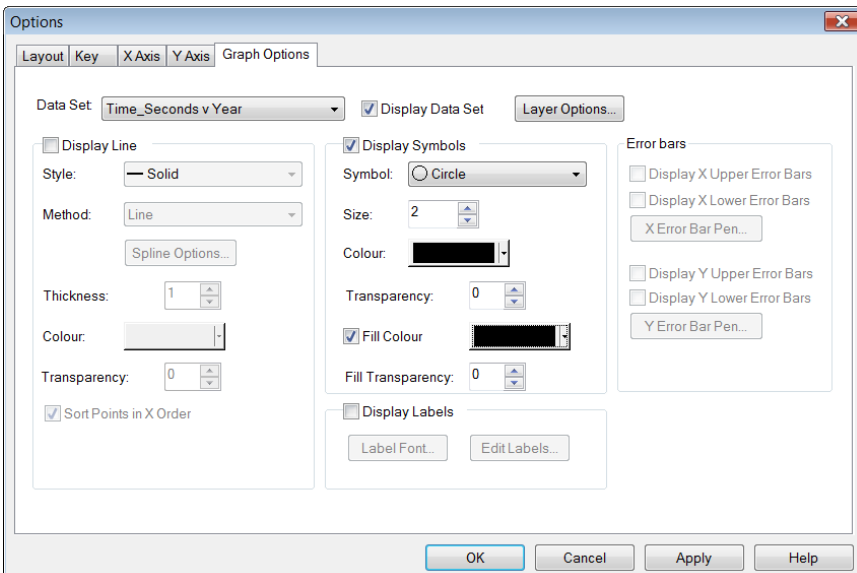 Options
Layout Key X Axis Y Axis Graph Options
Data Set: Time_Seconds v Year Display Data Set Layer Options...
Display Line
Style: Solid
Method: Line
Spline Options...
Thickness: 1
Colour:
Transparency: 0
Sort Points in X Order
Display Symbols
Symbol: Circle
Size: 2
Colour:
Transparency: 0
Fill Colour
Fill Transparency: 0
Display Labels
Label Font... Edit Labels...
Error bars
Display X Upper Error Bars
Display X Lower Error Bars
X Error Bar Pen...
Display Y Upper Error Bars
Display Y Lower Error Bars
Y Error Bar Pen...
OK Cancel Apply Help